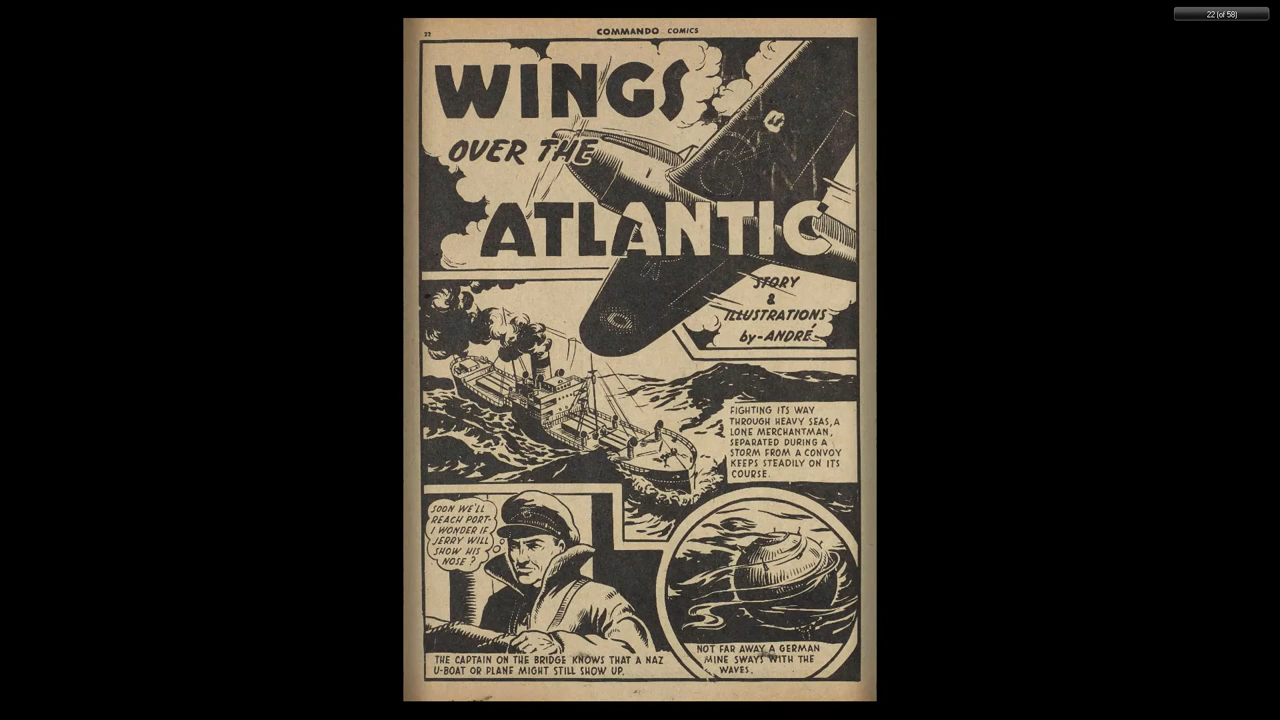 22 (of 58)
22
COMMANDO COMICS
WINGS
OVER THE
ATLANTIC
STORY
&
ILLUSTRATIONS
by-ANDRÉ
FIGHTING ITS WAY
THROUGH HEAVY SEAS, A
LONE MERCHANTMAN,
SEPARATED DURING A
STORM FROM A CONVOY
KEEPS STEADILY ON ITS
COURSE.
SOON WE'LL
REACH PORT-
I WONDER IF
JERRY WILL
SHOW HIS
NOSE?
THE CAPTAIN ON THE BRIDGE KNOWS THAT A NAZ
U-BOAT OR PLANE MIGHT STILL SHOW UP.
NOT FAR AWAY A GERMAN
MINE SWAYS WITH THE
WAVES.